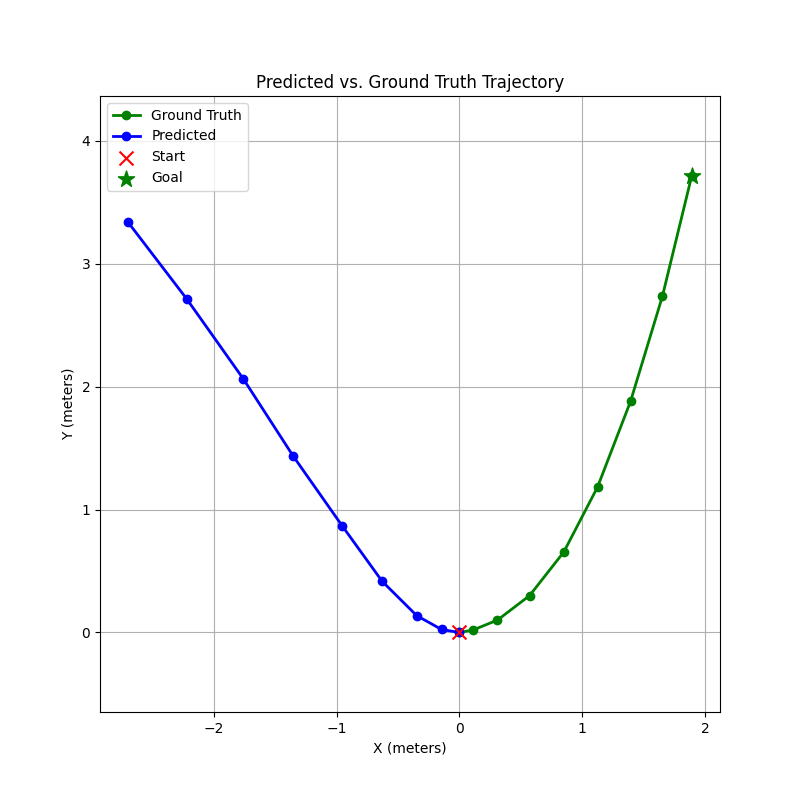 Predicted vs. Ground Truth Trajectory
Ground Truth
Predicted
Start
Goal
4
3
2
1
0
Y (meters)
−2
−1
0
1
2
X (meters)